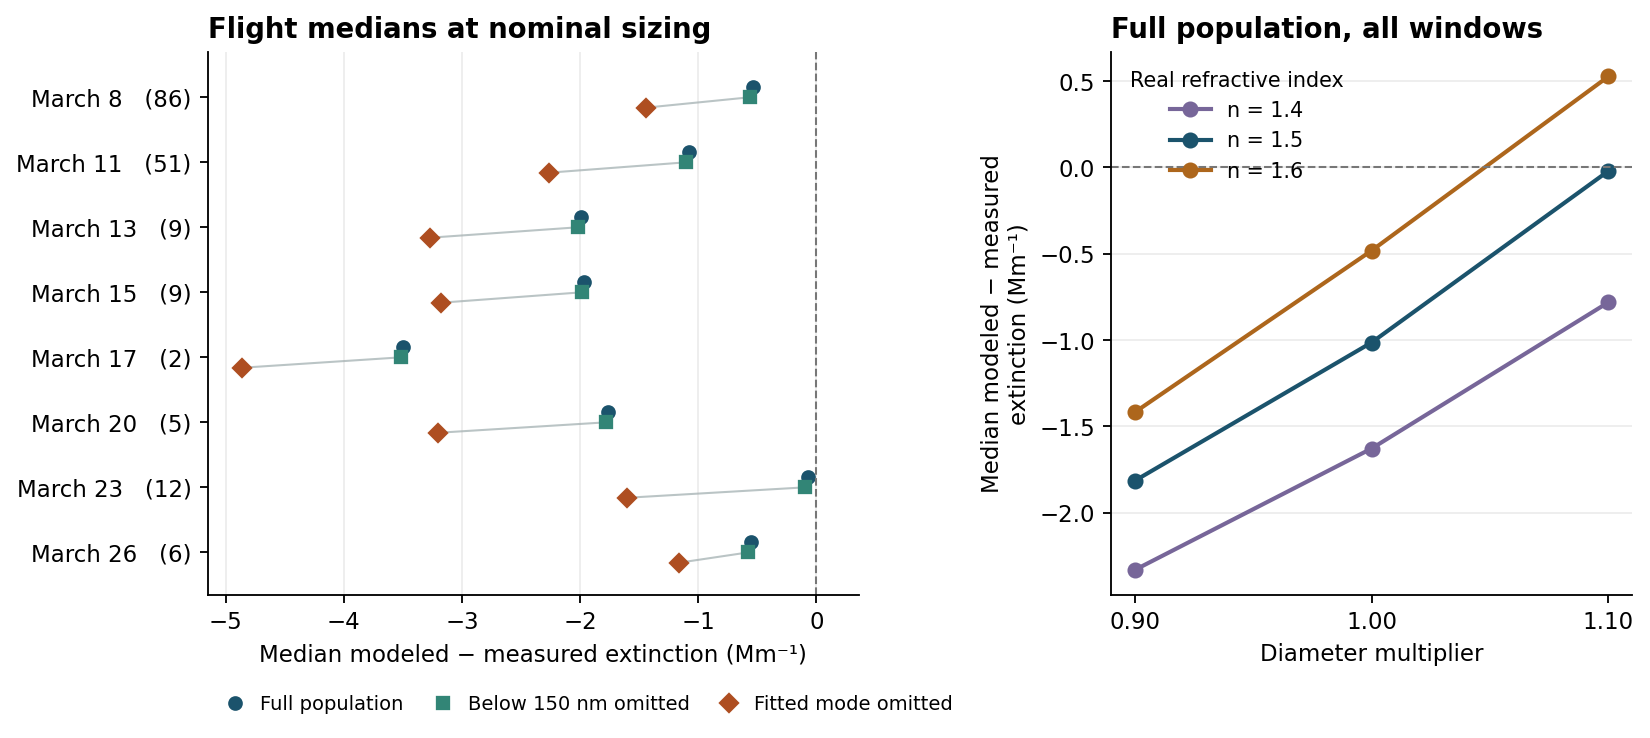 Flight medians at nominal sizing
March 8 (86)
March 11 (51)
March 13 (9)
March 15 (9)
March 17 (2)
March 20 (5)
March 23 (12)
March 26 (6)
−5 −4 −3 −2 −1 0
Median modeled − measured extinction (Mm⁻¹)
Full population Below 150 nm omitted Fitted mode omitted
Full population, all windows
Real refractive index
n = 1.4
n = 1.5
n = 1.6
0.5
0.0
−0.5
−1.0
−1.5
−2.0
Median modeled − measured
extinction (Mm⁻¹)
0.90 1.00 1.10
Diameter multiplier